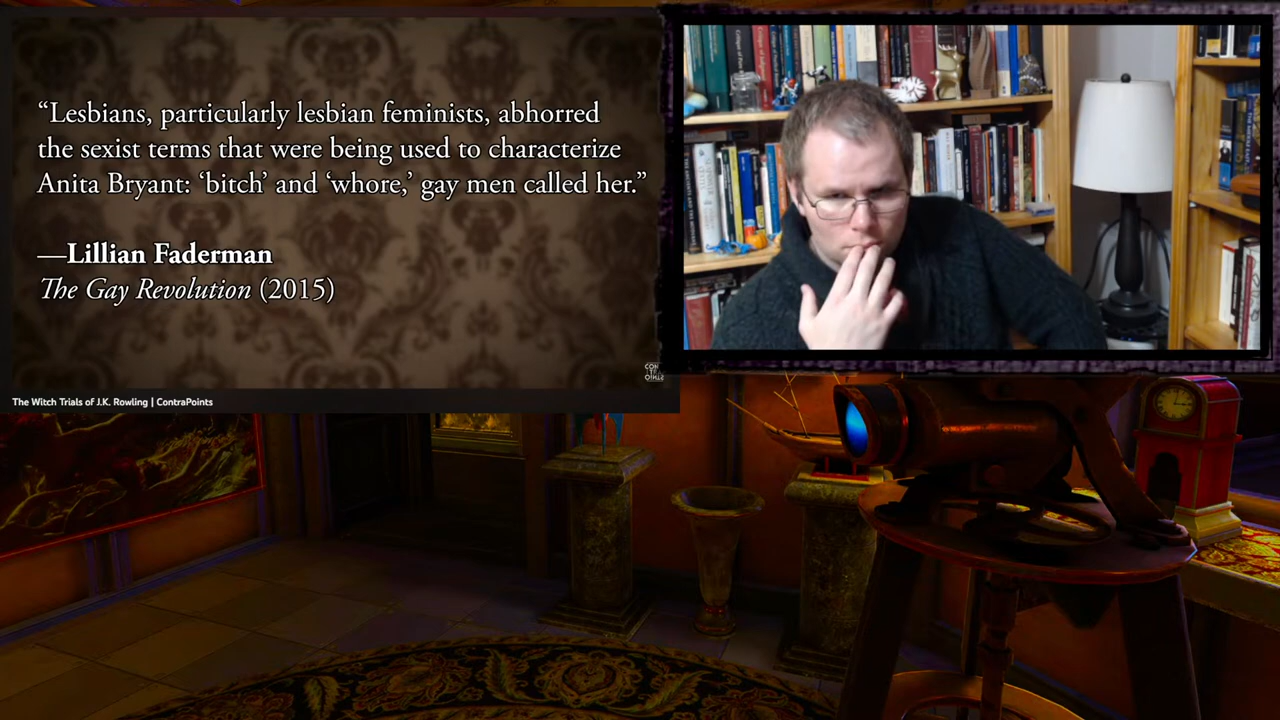 “Lesbians, particularly lesbian feminists, abhorred
the sexist terms that were being used to characterize
Anita Bryant: ‘bitch’ and ‘whore,’ gay men called her.”
—Lillian Faderman
The Gay Revolution (2015)
The Witch Trials of J.K. Rowling | ContraPoints